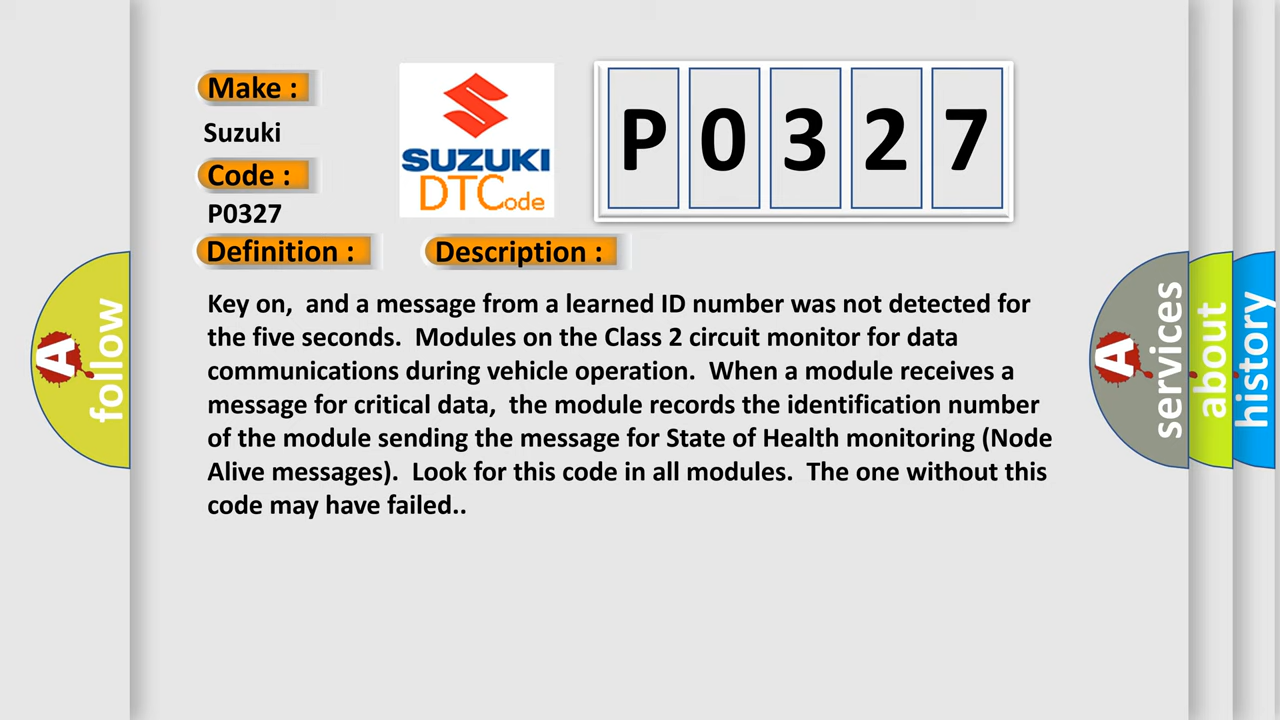 Make :
Suzuki
Code :
P0327
Definition :
Description :
SUZUKI
DTCode
P0327
Key on,  and a message from a learned ID number was not detected for
the five seconds  Modules on the Class 2 circuit monitor for data
communications during vehicle operation  When a module receives a
message for critical data,  the module records the identification number
of the module sending the message for State of Health monitoring (Node
Alive messages)  Look for this code in all modules  The one without this
code may have failed..
A follow
A services
about
history